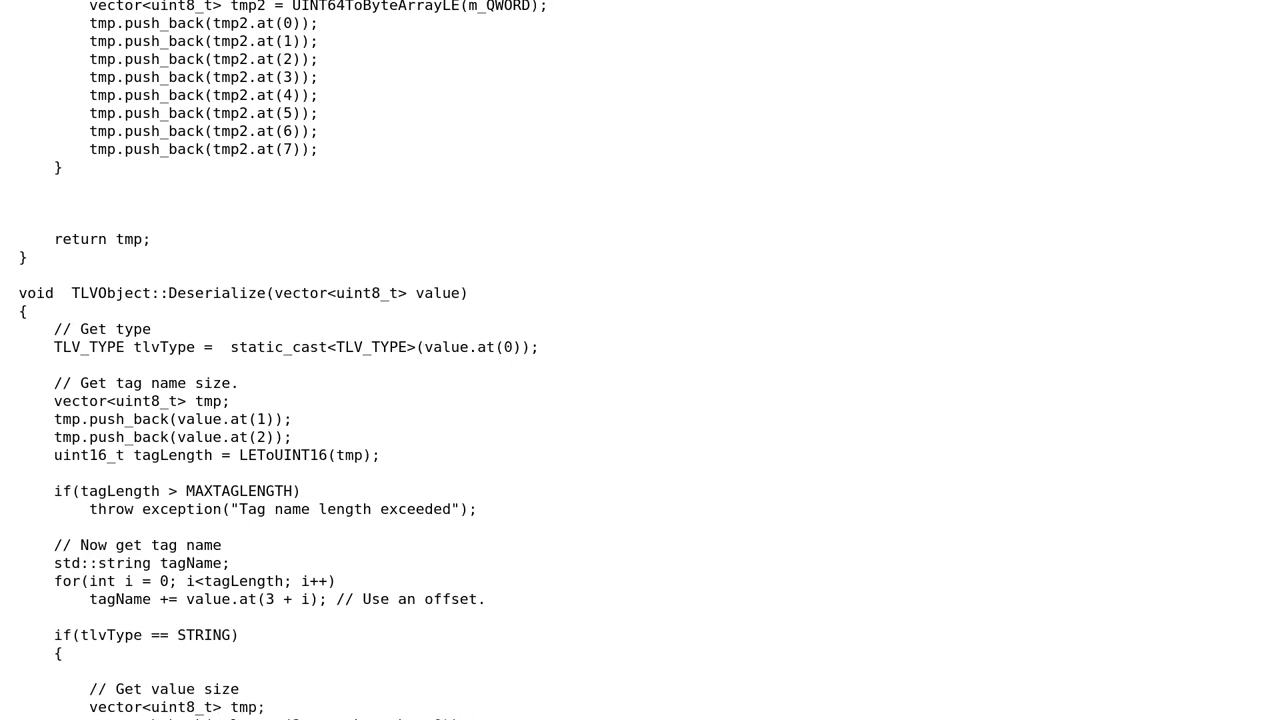 vector<uint8_t> tmp2 = UINT64ToByteArrayLE(m_QWORD);
tmp.push_back(tmp2.at(0));
tmp.push_back(tmp2.at(1));
tmp.push_back(tmp2.at(2));
tmp.push_back(tmp2.at(3));
tmp.push_back(tmp2.at(4));
tmp.push_back(tmp2.at(5));
tmp.push_back(tmp2.at(6));
tmp.push_back(tmp2.at(7));
}
return tmp;
}
void  TLVObject::Deserialize(vector<uint8_t> value)
{
// Get type
TLV_TYPE tlvType =  static_cast<TLV_TYPE>(value.at(0));
// Get tag name size.
vector<uint8_t> tmp;
tmp.push_back(value.at(1));
tmp.push_back(value.at(2));
uint16_t tagLength = LEToUINT16(tmp);
if(tagLength > MAXTAGLENGTH)
throw exception("Tag name length exceeded");
// Now get tag name
std::string tagName;
for(int i = 0; i<tagLength; i++)
tagName += value.at(3 + i); // Use an offset.
if(tlvType == STRING)
{
// Get value size
vector<uint8_t> tmp;